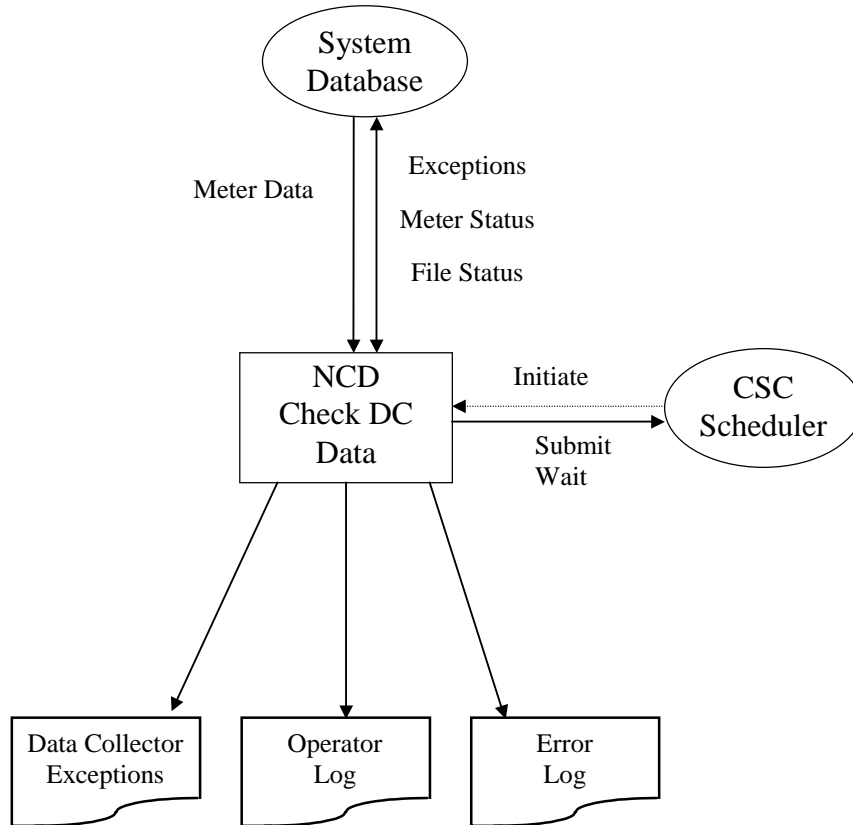 System
Database
Meter Data
Exceptions
Meter Status
File Status
NCD
Check DC
Data
Initiate
CSC
Scheduler
Submit
Wait
Data Collector
Exceptions
Operator
Log
Error
Log